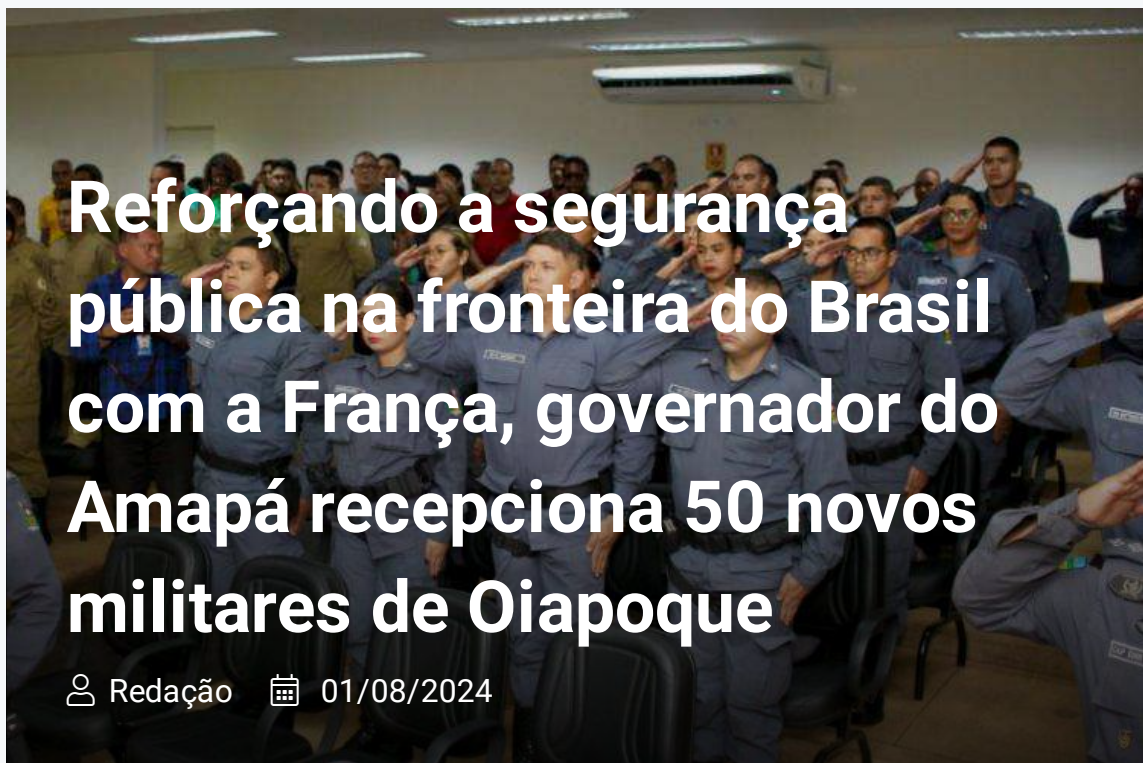 Reforçando a segurança
pública na fronteira do Brasil
com a França, governador do
Amapá recepciona 50 novos
militares de Oiapoque
Redação 01/08/2024